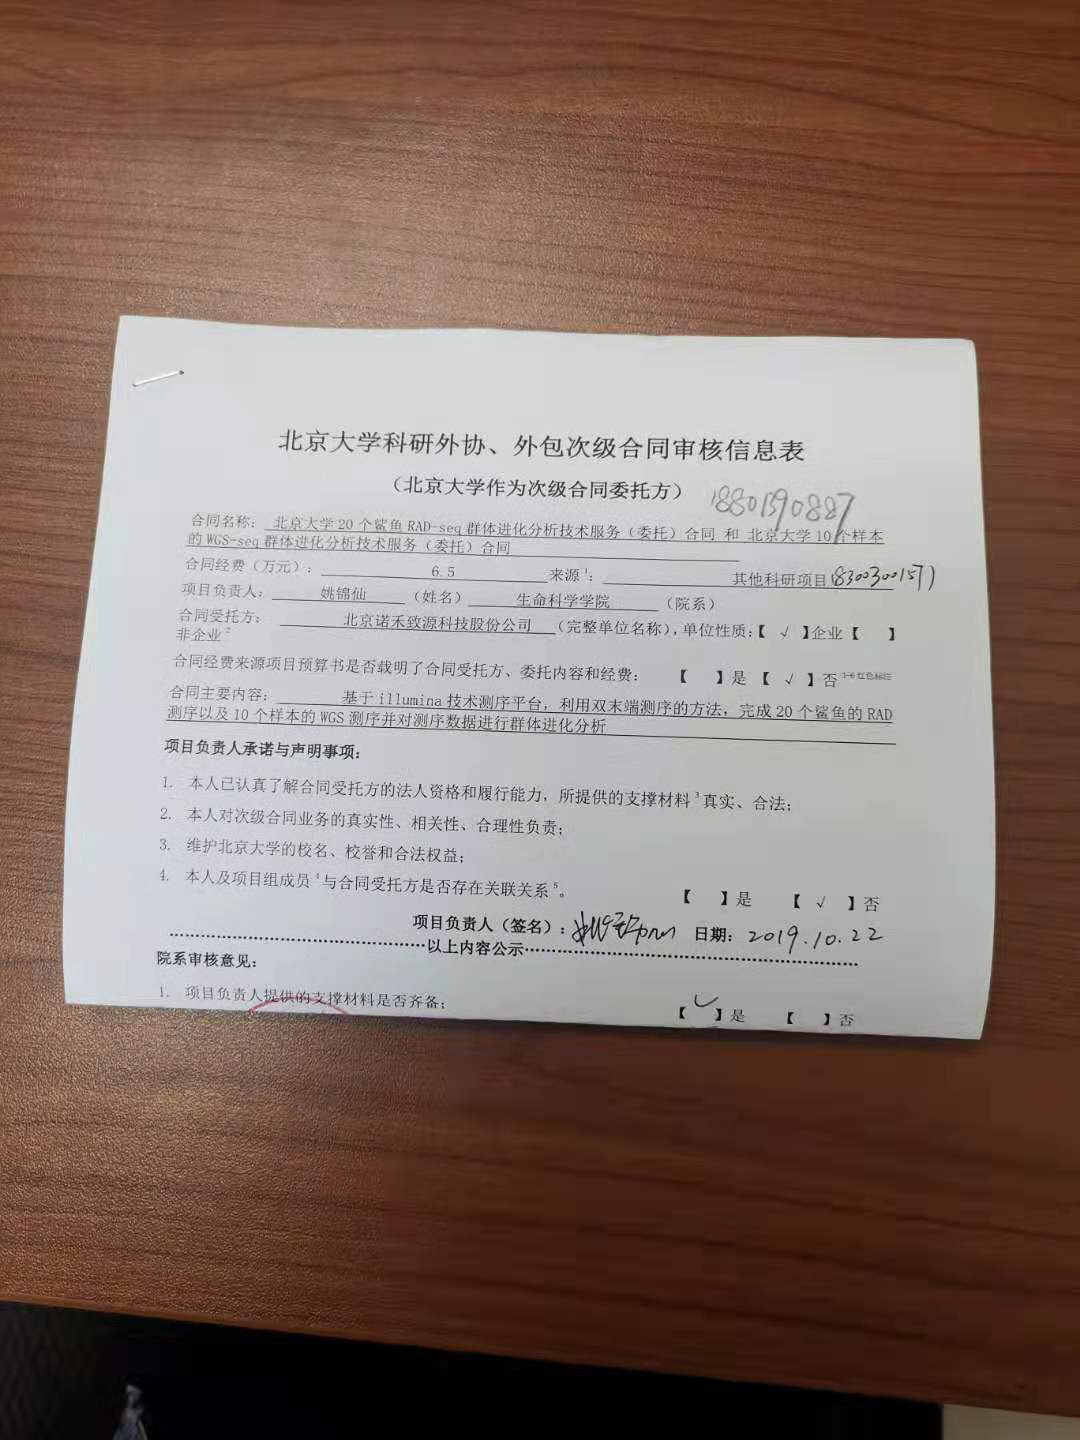 北京大学科研外协、外包次级合同审核信息表
（北京大学作为次级合同委托方）
18801390887
合同名称： 北京大学20个鲨鱼RAD-seq群体进化分析技术服务（委托）合同 和 北京大学10个样本
的WGS-seq群体进化分析技术服务（委托）合同
合同经费（万元）： 6.5 来源1： 其他科研项目
项目负责人： 姚锦仙 （姓名） 生命科学学院 （院系）
合同受托方： 北京诺禾致源科技股份公司 （完整单位名称），单位性质：【 √ 】企业【 】
非企业2
合同经费来源项目预算书是否载明了合同受托方、委托内容和经费： 【 】是 【 √ 】否 1-6红色标注
合同主要内容： 基于illumina技术测序平台，利用双末端测序的方法，完成20个鲨鱼的RAD
测序以及10个样本的WGS测序并对测序数据进行群体进化分析
项目负责人承诺与声明事项：
1. 本人已认真了解合同受托方的法人资格和履行能力，所提供的支撑材料3真实、合法；
2. 本人对次级合同业务的真实性、相关性、合理性负责；
3. 维护北京大学的校名、校誉和合法权益；
4. 本人及项目组成员4与合同受托方是否存在关联关系5。 【 】是 【 √ 】否
项目负责人（签名）： 日期：2019.10.22
以上内容公示
院系审核意见：
1. 项目负责人提供的支撑材料是否齐备； 【 √ 】是 【 】否